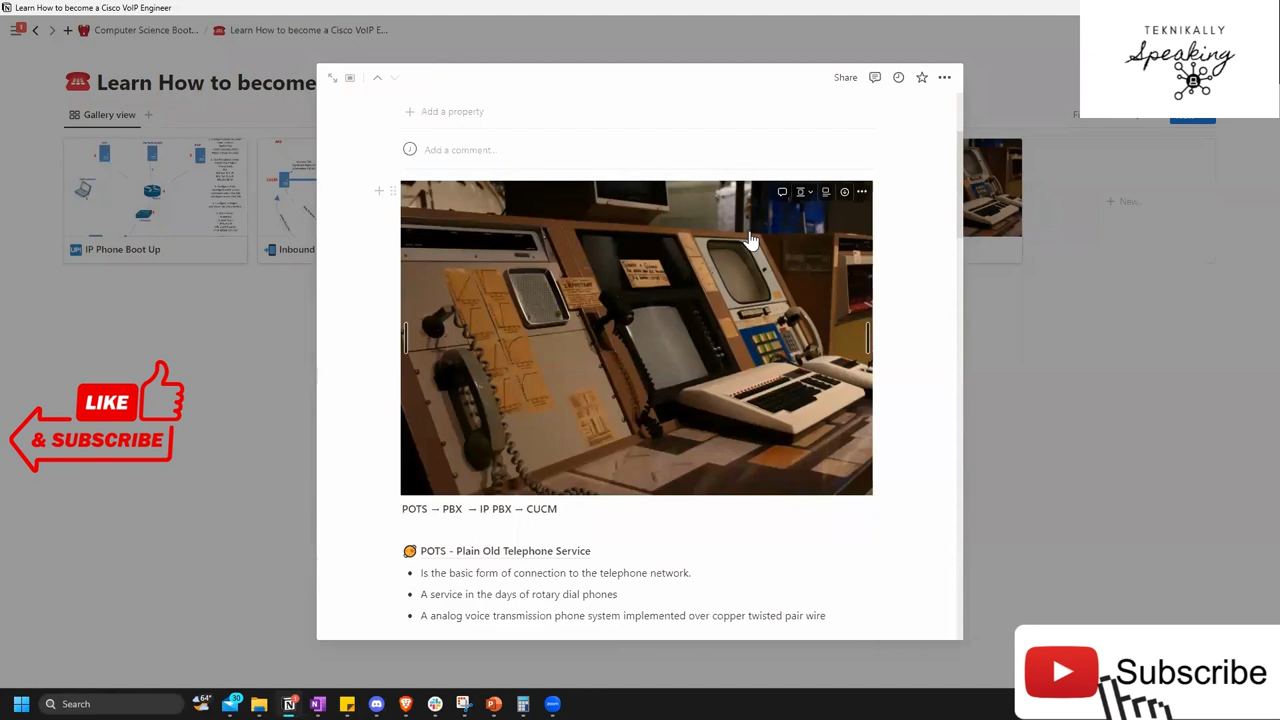 Learn How to become a Cisco VoIP Engineer
Computer Science Boot...
Learn How to become a Cisco VoIP E...
Learn How to become
Gallery view
IP Phone Boot Up
Inbound
New
Share
Add a property
Add a comment...
POTS → PBX → IP PBX → CUCM
POTS - Plain Old Telephone Service
Is the basic form of connection to the telephone network.
A service in the days of rotary dial phones
A analog voice transmission phone system implemented over copper twisted pair wire
LIKE
& SUBSCRIBE
TEKNIKALLY
Speaking
Subscribe
64°
30
Search